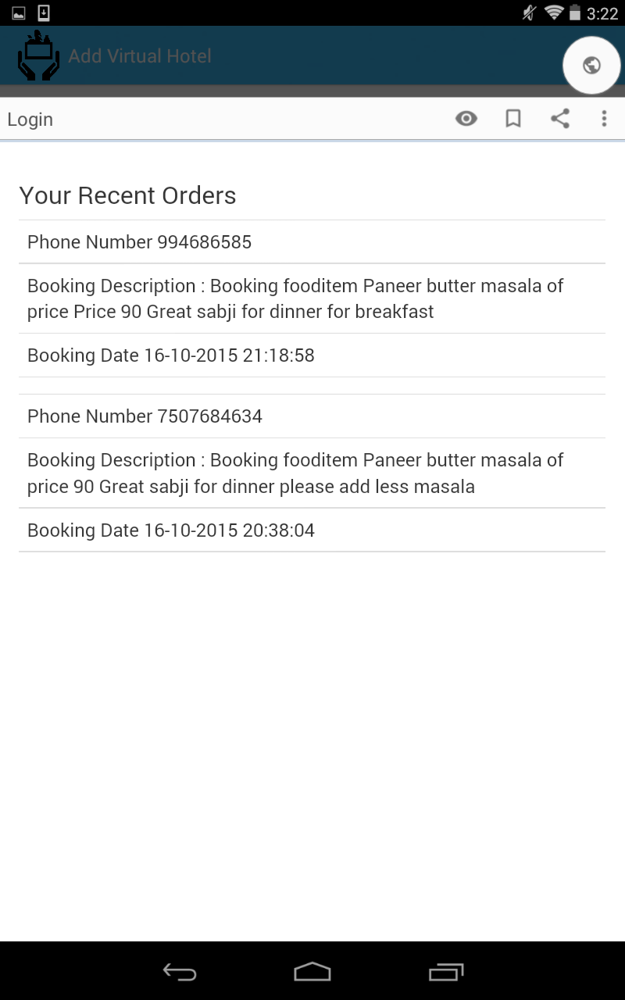 3:22
Add Virtual Hotel
Login
Your Recent Orders
Phone Number 994686585
Booking Description : Booking fooditem Paneer butter masala of
price Price 90 Great sabji for dinner for breakfast
Booking Date 16-10-2015 21:18:58
Phone Number 7507684634
Booking Description : Booking fooditem Paneer butter masala of
price 90 Great sabji for dinner please add less masala
Booking Date 16-10-2015 20:38:04